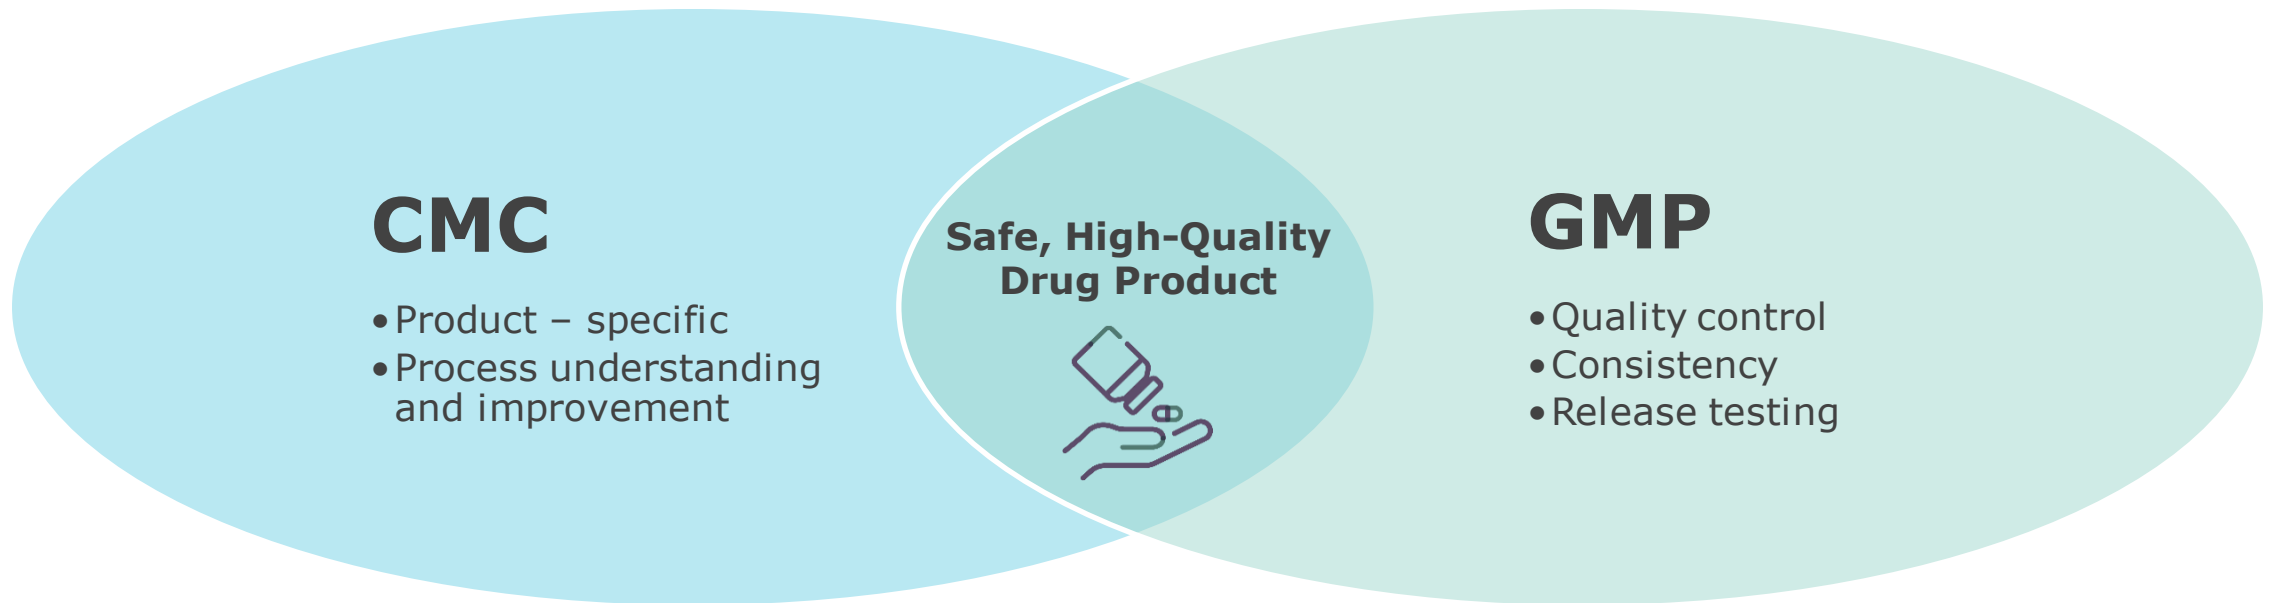 CMC
•Product – specific
•Process understanding
and improvement
Safe, High-Quality
Drug Product
GMP
•Quality control
•Consistency
•Release testing